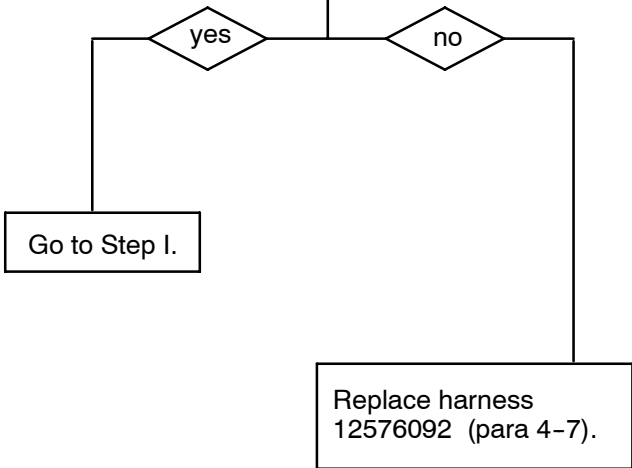 yes
no
Go to Step I.
Replace harness
12576092 (para 4-7).